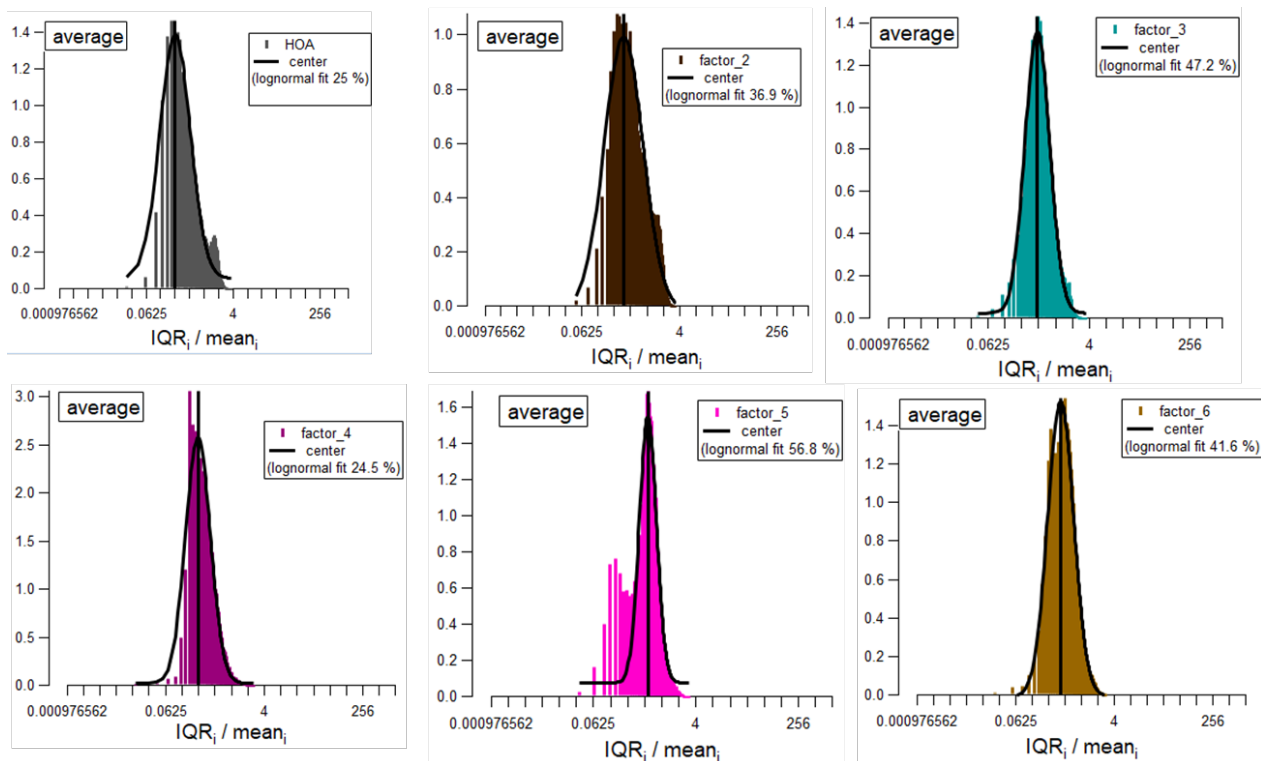 average
HOA
center
(lognormal fit 25 %)
1.4
1.2
1.0
0.8
0.6
0.4
0.2
0.0
0.000976562 0.0625 4 256
IQRi / meani
average
factor_2
center
(lognormal fit 36.9 %)
1.0
0.8
0.6
0.4
0.2
0.0
0.000976562 0.0625 4 256
IQRi / meani
average
factor_3
center
(lognormal fit 47.2 %)
1.4
1.2
1.0
0.8
0.6
0.4
0.2
0.0
0.000976562 0.0625 4 256
IQRi / meani
average
factor_4
center
(lognormal fit 24.5 %)
3.0
2.5
2.0
1.5
1.0
0.5
0.0
0.000976562 0.0625 4 256
IQRi / meani
average
factor_5
center
(lognormal fit 56.8 %)
1.6
1.4
1.2
1.0
0.8
0.6
0.4
0.2
0.0
0.000976562 0.0625 4 256
IQRi / meani
average
factor_6
center
(lognormal fit 41.6 %)
1.4
1.2
1.0
0.8
0.6
0.4
0.2
0.0
0.000976562 0.0625 4 256
IQRi / meani